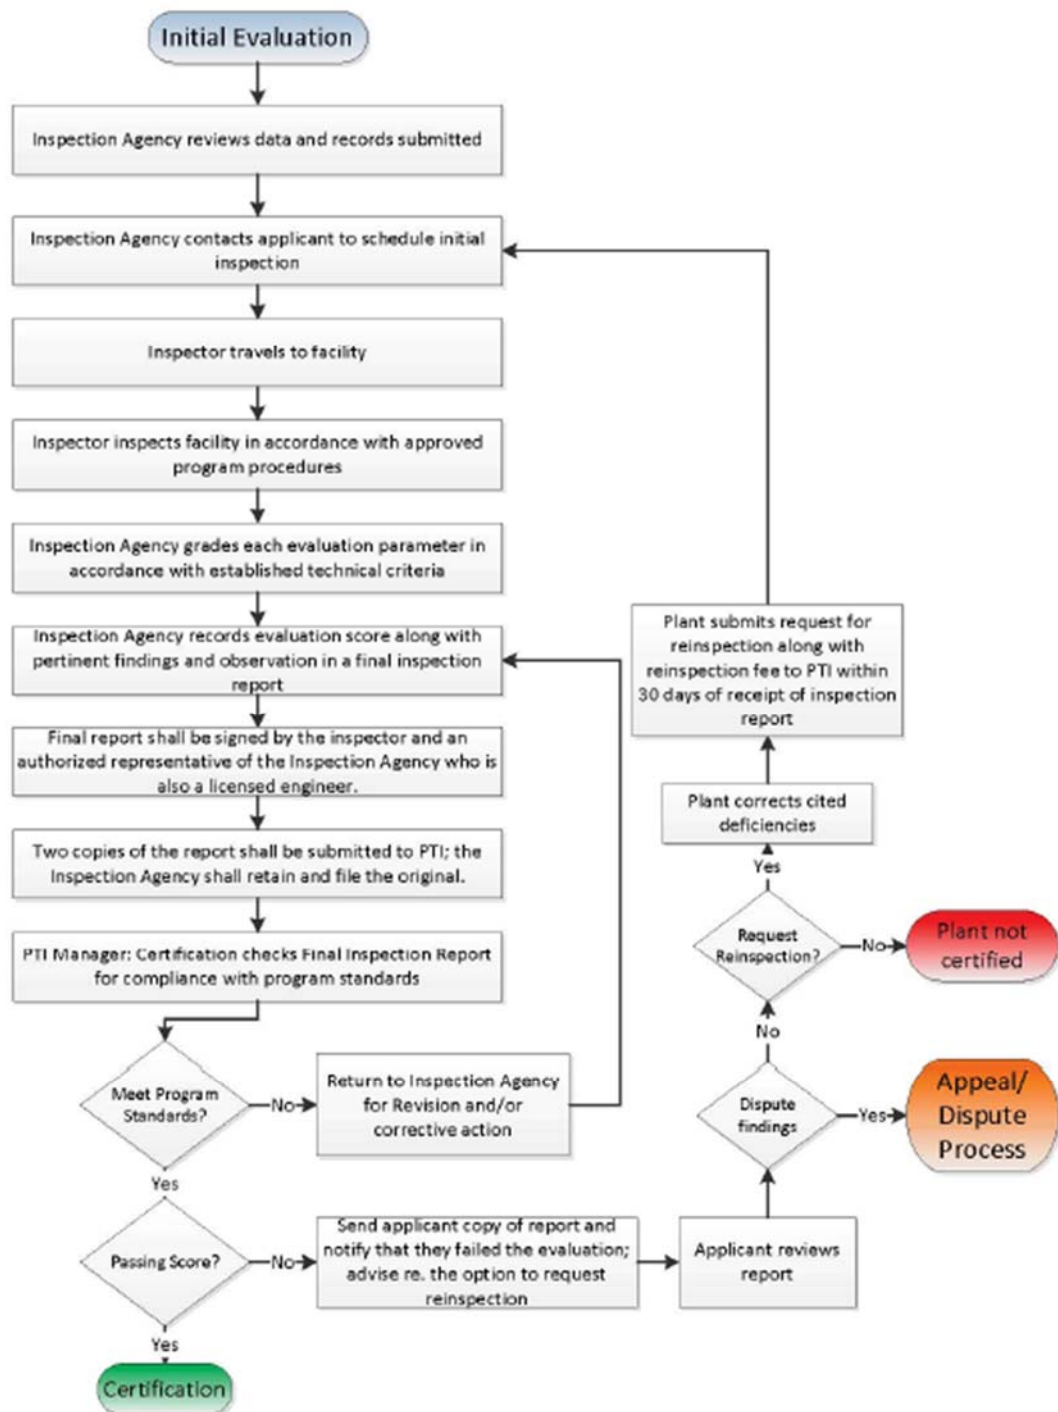 Initial Evaluation
Inspection Agency reviews data and records submitted
Inspection Agency contacts applicant to schedule initial
inspection
Inspector travels to facility
Inspector inspects facility in accordance with approved
program procedures
Inspection Agency grades each evaluation parameter in
accordance with established technical criteria
Inspection Agency records evaluation score along with
pertinent findings and observation in a final inspection
report
Final report shall be signed by the inspector and an
authorized representative of the Inspection Agency who is
also a licensed engineer.
Two copies of the report shall be submitted to PTI; the
Inspection Agency shall retain and file the original.
PTI Manager: Certification checks Final Inspection Report
for compliance with program standards
Meet Program
Standards?
No
Return to Inspection Agency
for Revision and/or
corrective action
Yes
Passing Score?
No
Send applicant copy of report and
notify that they failed the evaluation;
advise re. the option to request
reinspection
Applicant reviews
report
Yes
Certification
Dispute
findings
Yes
Appeal/
Dispute
Process
No
Request
Reinspection?
No
Plant not
certified
Yes
Plant corrects cited
deficiencies
Plant submits request for
reinspection along with
reinspection fee to PTI within
30 days of receipt of inspection
report